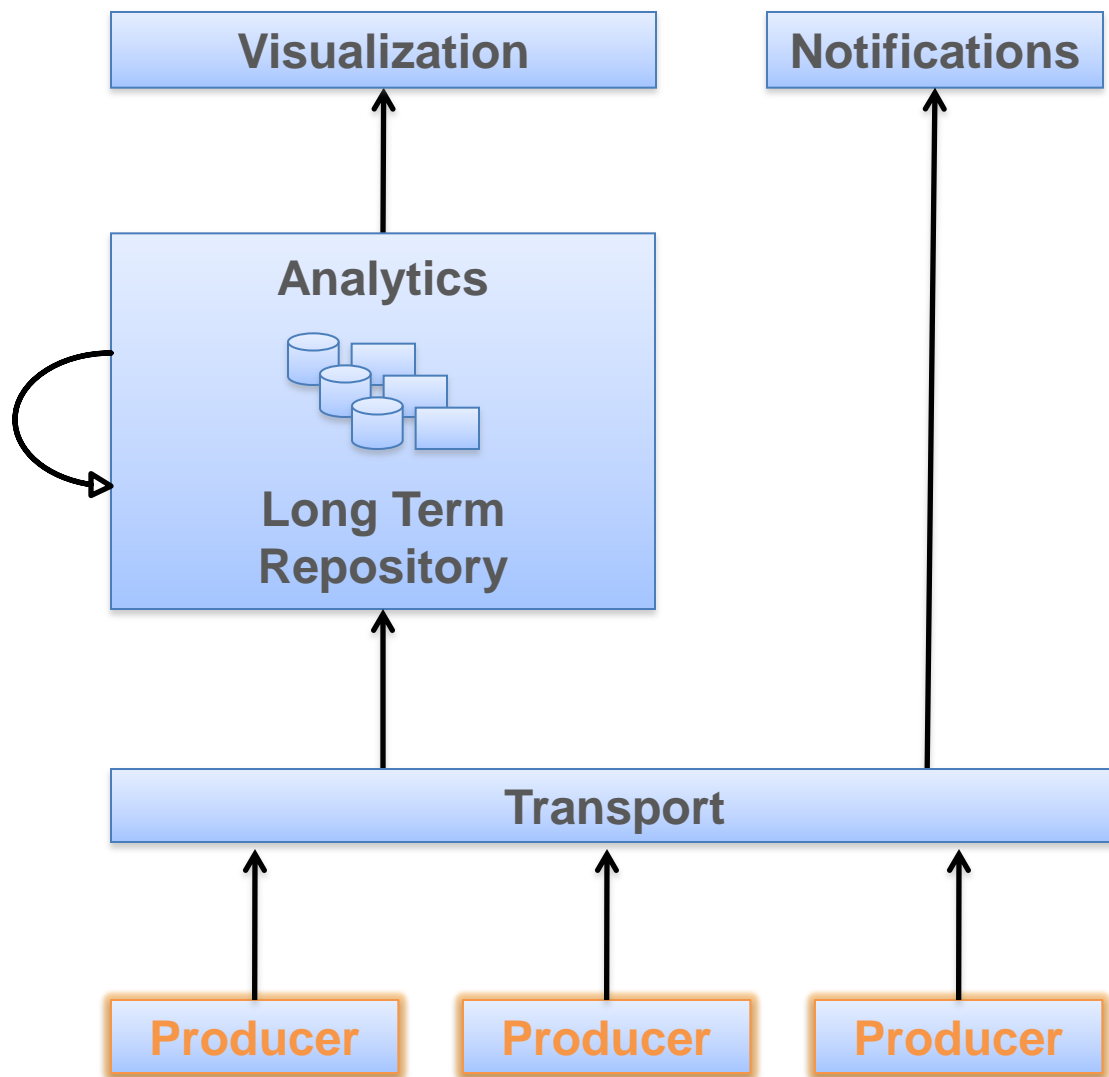 Visualization
Notifications
Analytics
Long Term
Repository
Transport
Producer
Producer
Producer